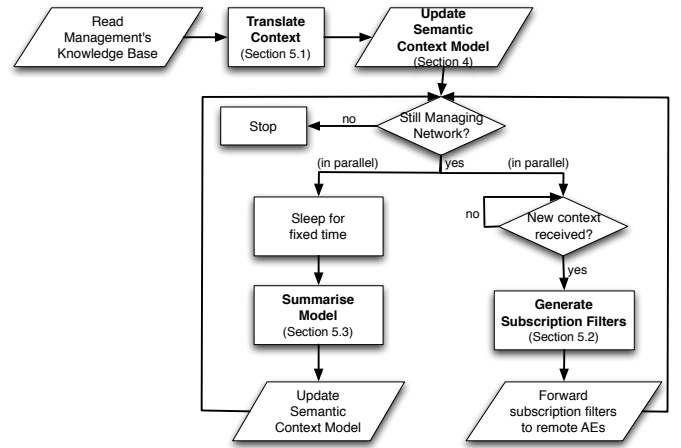 Read
Management's
Knowledge Base
Translate
Context
(Section 5.1)
Update
Semantic
Context Model
(Section 4)
Still Managing
Network?
no
Stop
(in parallel)
yes
(in parallel)
Sleep for
fixed time
no
New context
received?
yes
Summarise
Model
(Section 5.3)
Generate
Subscription Filters
(Section 5.2)
Update
Semantic
Context Model
Forward
subscription filters
to remote AEs